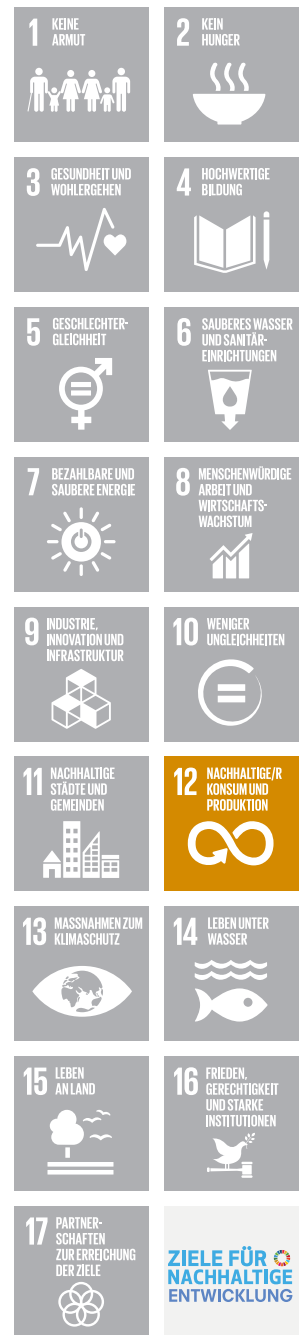 1 KEINE
ARMUT
2 KEIN
HUNGER
3 GESUNDHEIT UND
WOHLERGEHEN
4 HOCHWERTIGE
BILDUNG
5 GESCHLECHTER-
GLEICHHEIT
6 SAUBERES WASSER
UND SANITÄR-
EINRICHTUNGEN
7 BEZAHLBARE UND
SAUBERE ENERGIE
8 MENSCHENWÜRDIGE
ARBEIT UND
WIRTSCHAFTS-
WACHSTUM
9 INDUSTRIE,
INNOVATION UND
INFRASTRUKTUR
10 WENIGER
UNGLEICHHEITEN
11 NACHHALTIGE
STÄDTE UND
GEMEINDEN
12 NACHHALTIGE/R
KONSUM UND
PRODUKTION
13 MASSNAHMEN ZUM
KLIMASCHUTZ
14 LEBEN UNTER
WASSER
15 LEBEN
AN LAND
16 FRIEDEN,
GERECHTIGKEIT
UND STARKE
INSTITUTIONEN
17 PARTNER-
SCHAFTEN
ZUR ERREICHUNG
DER ZIELE
ZIELE FÜR
NACHHALTIGE
ENTWICKLUNG